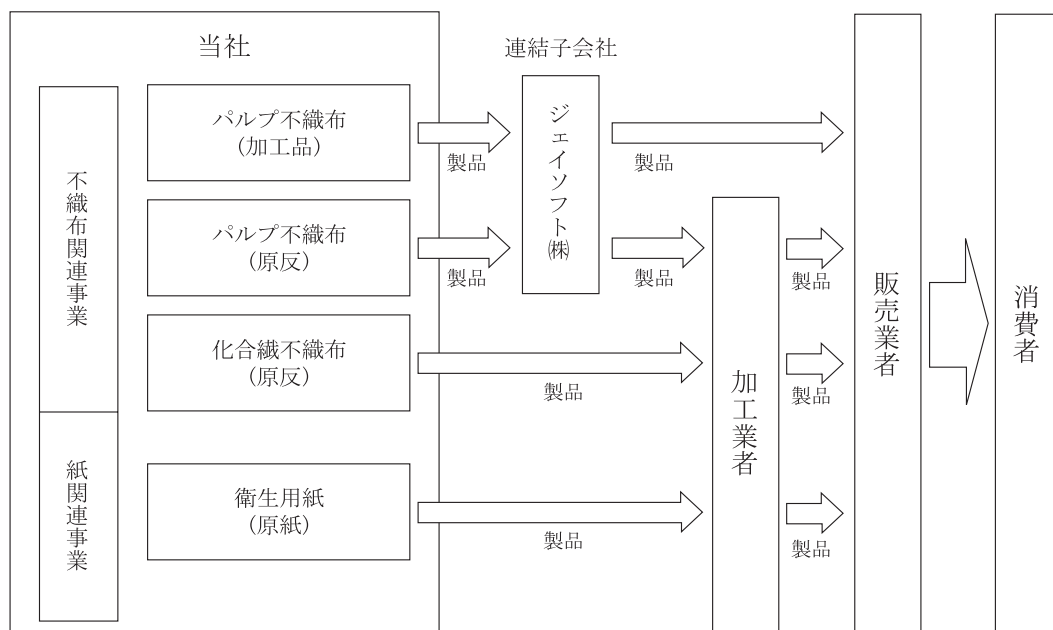 当社
連結子会社
不織布関連事業
紙関連事業
パルプ不織布
(加工品)
製品
ジェイソフト㈱
製品
パルプ不織布
(原反)
製品
製品
製品
化合繊不織布
(原反)
製品
製品
衛生用紙
(原紙)
製品
製品
加工業者
販売業者
消費者